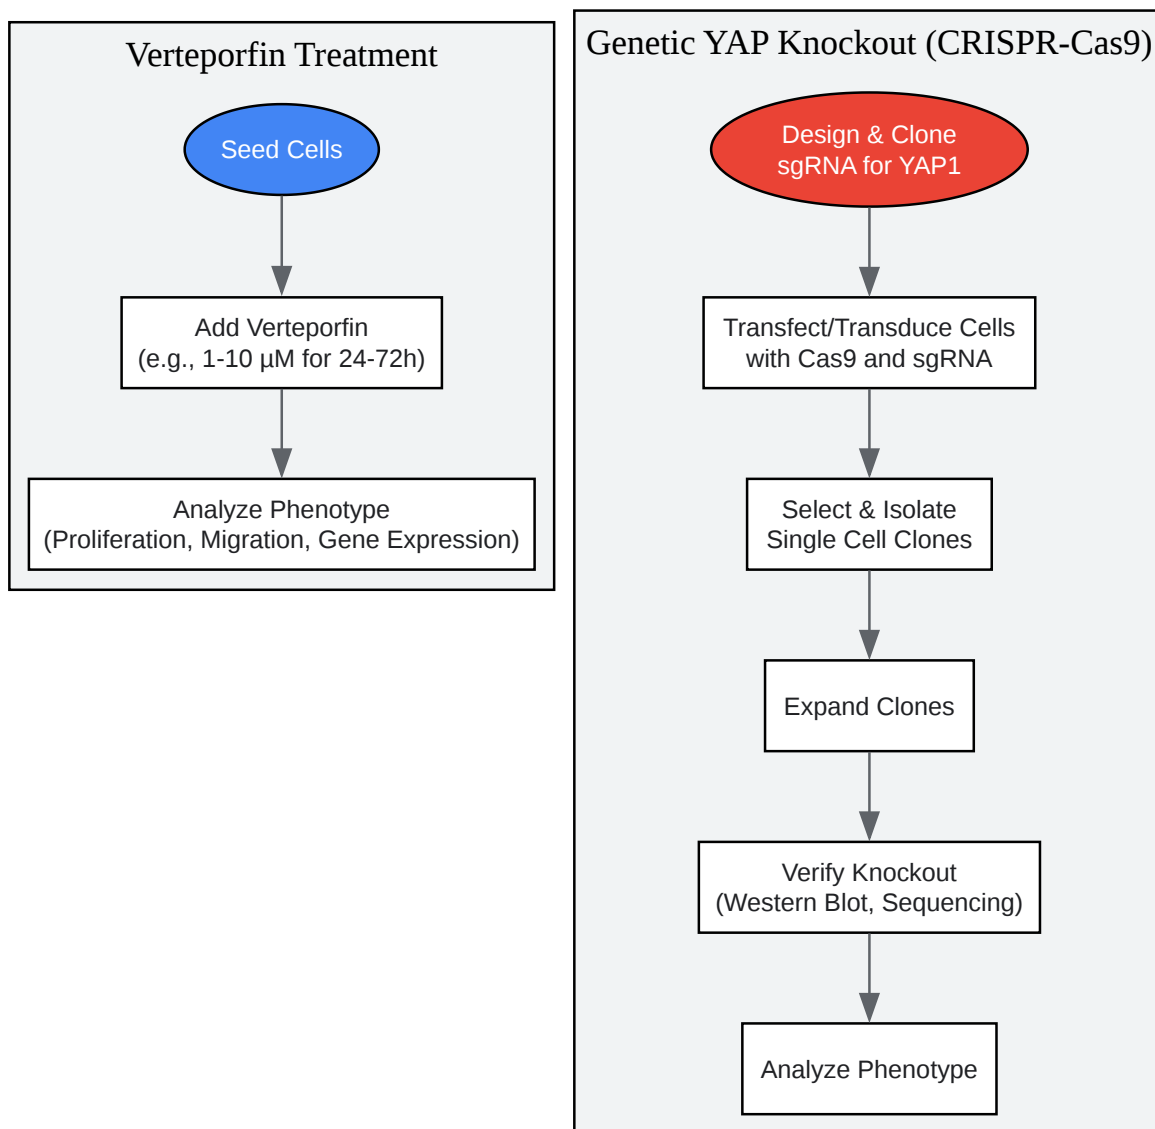 Verteporfin Treatment
Seed Cells
Add Verteporfin
(e.g., 1-10 µM for 24-72h)
Analyze Phenotype
(Proliferation, Migration, Gene Expression)
Genetic YAP Knockout (CRISPR-Cas9)
Design & Clone
sgRNA for YAP1
Transfect/Transduce Cells
with Cas9 and sgRNA
Select & Isolate
Single Cell Clones
Expand Clones
Verify Knockout
(Western Blot, Sequencing)
Analyze Phenotype